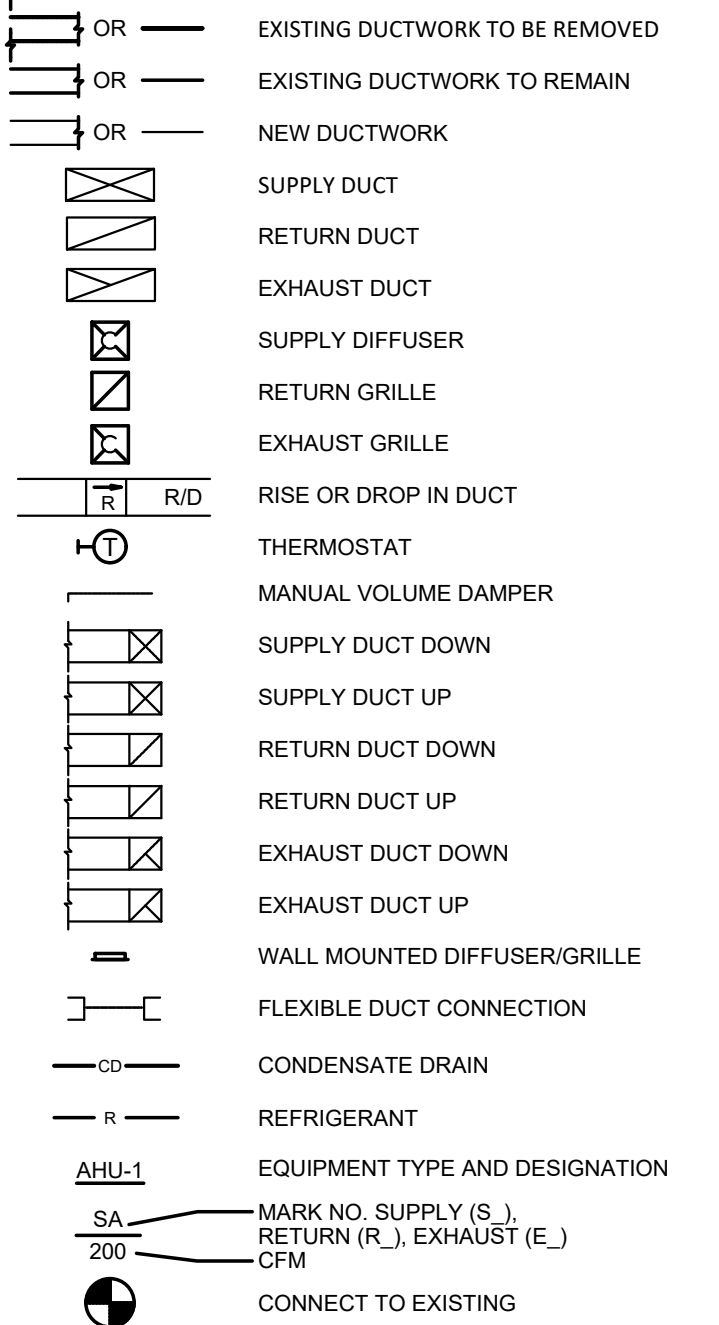 OR EXISTING DUCTWORK TO BE REMOVED
OR EXISTING DUCTWORK TO REMAIN
OR NEW DUCTWORK
SUPPLY DUCT
RETURN DUCT
EXHAUST DUCT
C SUPPLY DIFFUSER
RETURN GRILLE
C EXHAUST GRILLE
R R/D RISE OR DROP IN DUCT
T THERMOSTAT
MANUAL VOLUME DAMPER
SUPPLY DUCT DOWN
SUPPLY DUCT UP
RETURN DUCT DOWN
RETURN DUCT UP
EXHAUST DUCT DOWN
EXHAUST DUCT UP
WALL MOUNTED DIFFUSER/GRILLE
FLEXIBLE DUCT CONNECTION
CD CONDENSATE DRAIN
R REFRIGERANT
AHU-1 EQUIPMENT TYPE AND DESIGNATION
SA MARK NO. SUPPLY (S_),
RETURN (R_), EXHAUST (E_)
200 CFM
CONNECT TO EXISTING